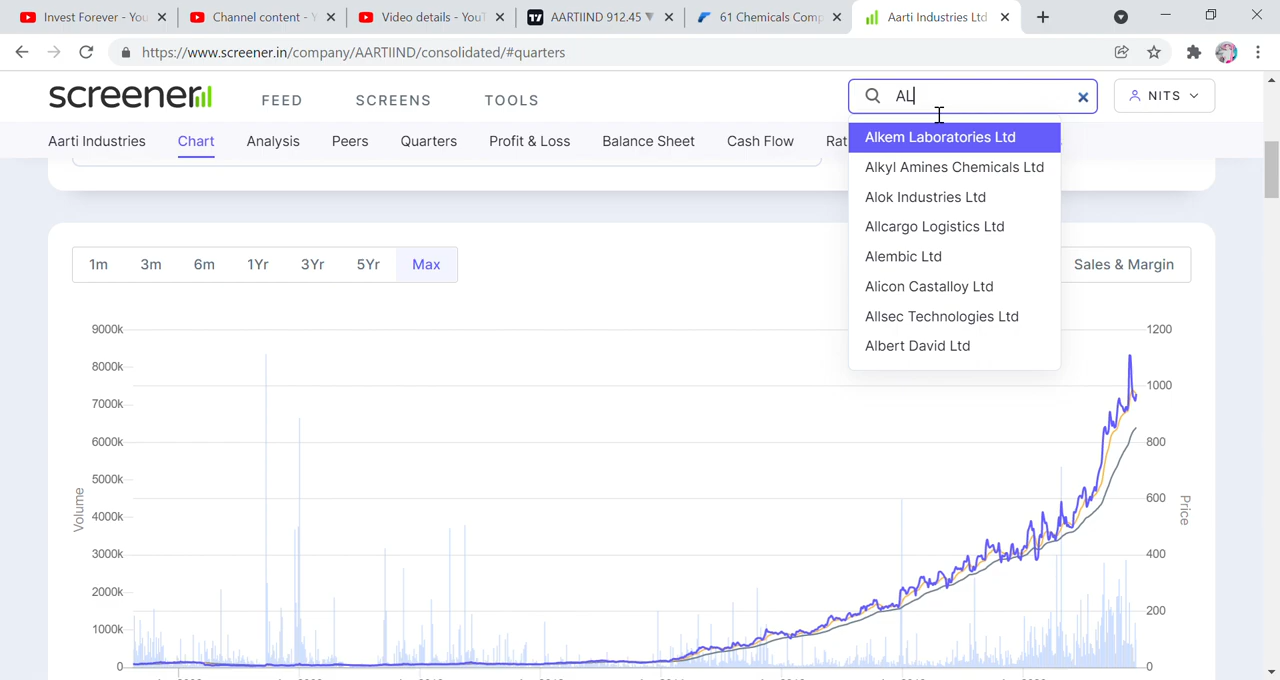 Invest Forever - You
Channel content - Y
Video details - YouT
AARTIIND 912.45 ▼
61 Chemicals Comp
Aarti Industries Ltd
https://www.screener.in/company/AARTIIND/consolidated/#quarters
screener
FEED
SCREENS
TOOLS
AL
NITS
Aarti Industries
Chart
Analysis
Peers
Quarters
Profit & Loss
Balance Sheet
Cash Flow
Rat
Alkem Laboratories Ltd
Alkyl Amines Chemicals Ltd
Alok Industries Ltd
Allcargo Logistics Ltd
Alembic Ltd
Alicon Castalloy Ltd
Allsec Technologies Ltd
Albert David Ltd
1m
3m
6m
1Yr
3Yr
5Yr
Max
Sales & Margin
9000k
8000k
7000k
6000k
5000k
4000k
3000k
2000k
1000k
0
Volume
1200
1000
800
600
400
200
0
Price